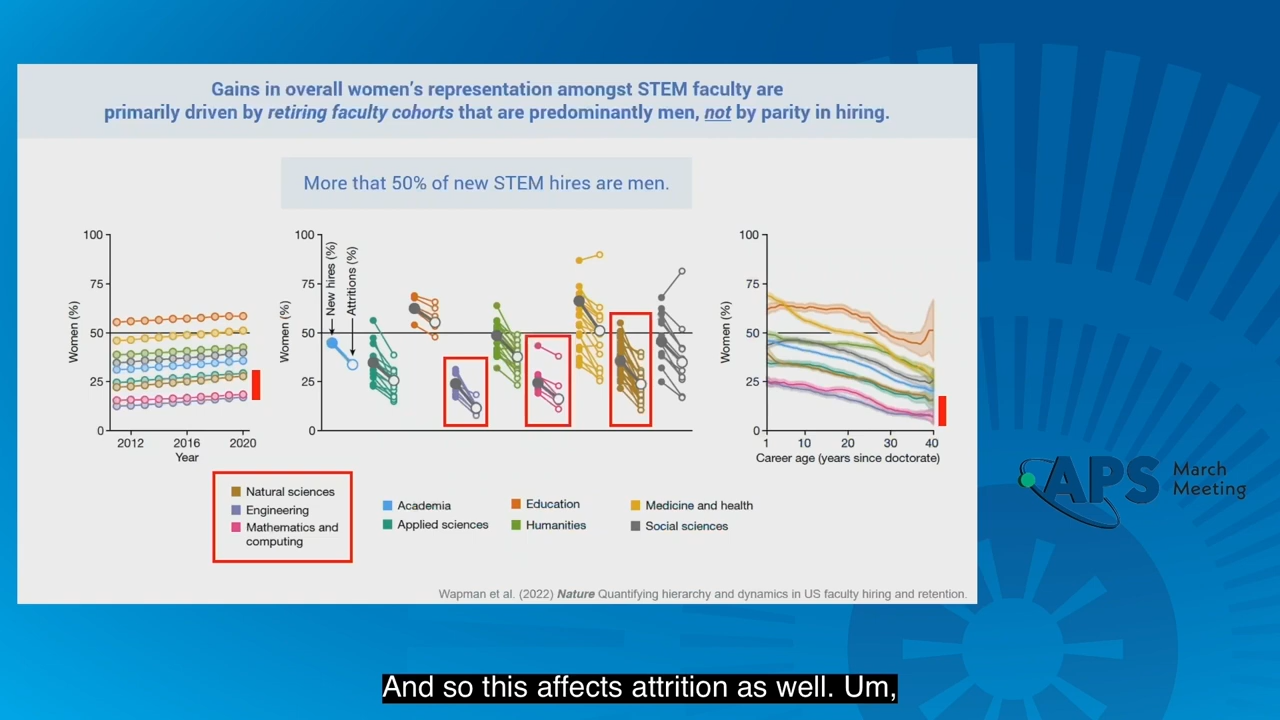 Gains in overall women's representation amongst STEM faculty are
primarily driven by retiring faculty cohorts that are predominantly men, not by parity in hiring.
More that 50% of new STEM hires are men.
100
75
50
25
0
Women (%)
2012
2016
2020
Year
100
75
50
25
0
Women (%)
New hires (%)
Attritions (%)
100
75
50
25
0
Women (%)
1
10
20
30
40
Career age (years since doctorate)
Natural sciences
Engineering
Mathematics and
computing
Academia
Applied sciences
Education
Humanities
Medicine and health
Social sciences
Wapman et al. (2022) Nature Quantifying hierarchy and dynamics in US faculty hiring and retention.
APS
March
Meeting
And so this affects attrition as well. Um,